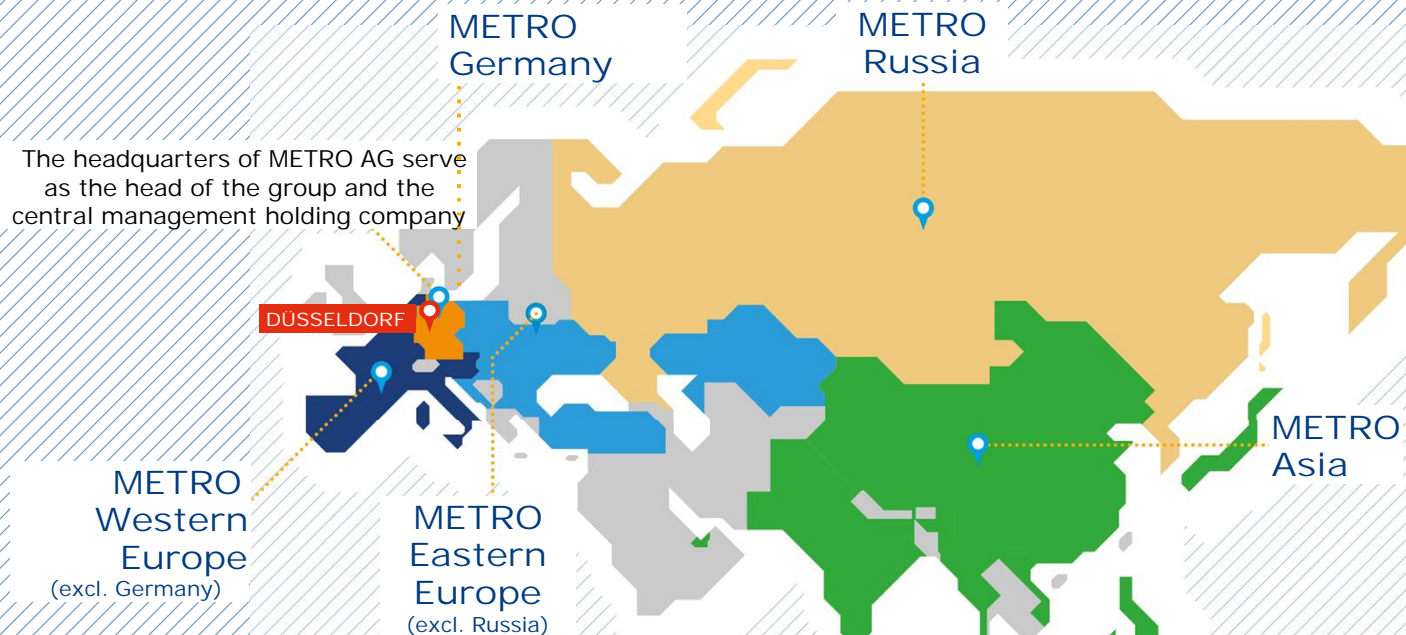 METRO
Germany
METRO
Russia
The headquarters of METRO AG serve
as the head of the group and the
central management holding company
DÜSSELDORF
METRO
Asia
METRO
Western
Europe
(excl. Germany)
METRO
Eastern
Europe
(excl. Russia)